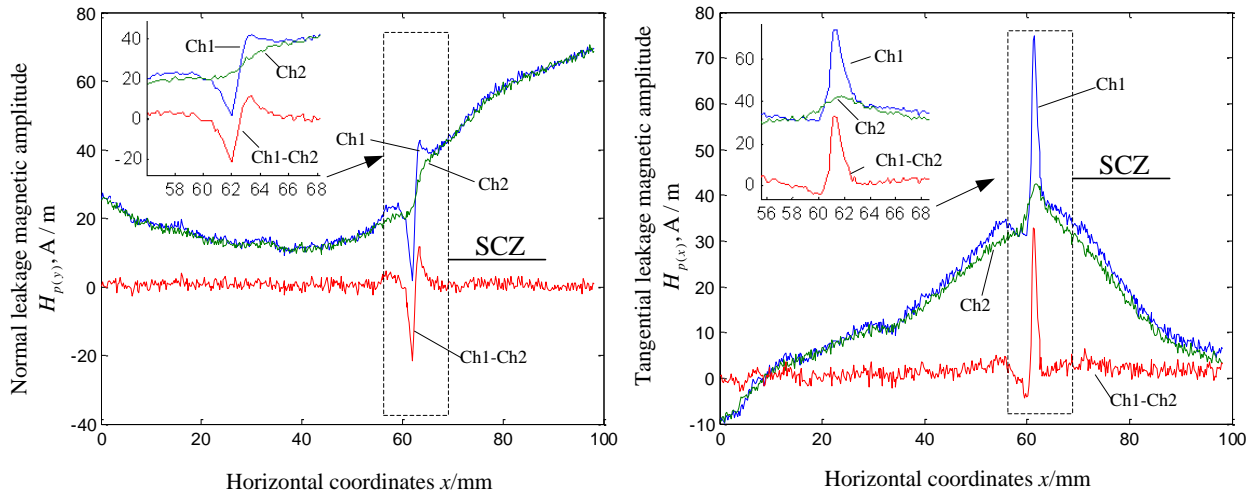 80
60
40
20
0
-20
-40
0
20
40
60
80
100
Normal leakage magnetic amplitude
H p(y), A / m
Horizontal coordinates x/mm
40
20
0
-20
58
60
62
64
66
68
Ch1
Ch2
Ch1-Ch2
Ch1
Ch2
SCZ
Ch1-Ch2
80
70
60
50
40
30
20
10
0
-10
0
20
40
60
80
100
Tangential leakage magnetic amplitude
H p(x), A / m
Horizontal coordinates x/mm
60
40
20
0
56
58
60
62
64
66
68
Ch1
Ch2
Ch1-Ch2
Ch1
SCZ
Ch2
Ch1-Ch2